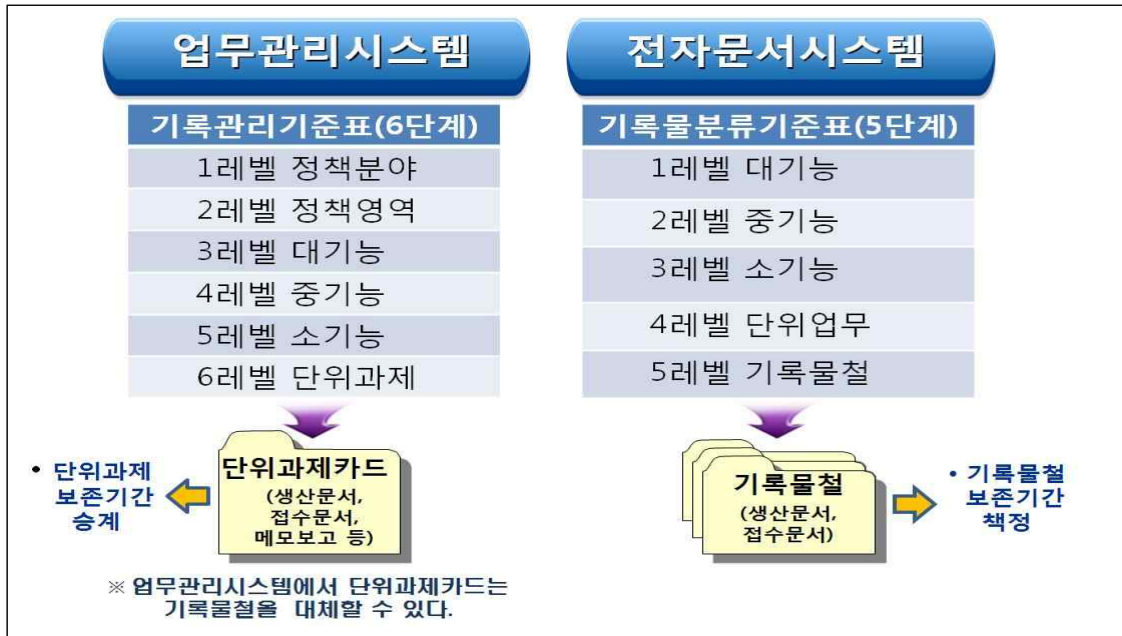 업무관리시스템
기록관리기준표(6단계)
1레벨 정책분야
2레벨 정책영역
3레벨 대기능
4레벨 중기능
5레벨 소기능
6레벨 단위과제
• 단위과제
보존기간
승계
단위과제카드
(생산문서,
접수문서,
메모보고 등)
※ 업무관리시스템에서 단위과제카드는
기록물철을 대체할 수 있다.
전자문서시스템
기록물분류기준표(5단계)
1레벨 대기능
2레벨 중기능
3레벨 소기능
4레벨 단위업무
5레벨 기록물철
기록물철
(생산문서,
접수문서)
• 기록물철
보존기간
책정